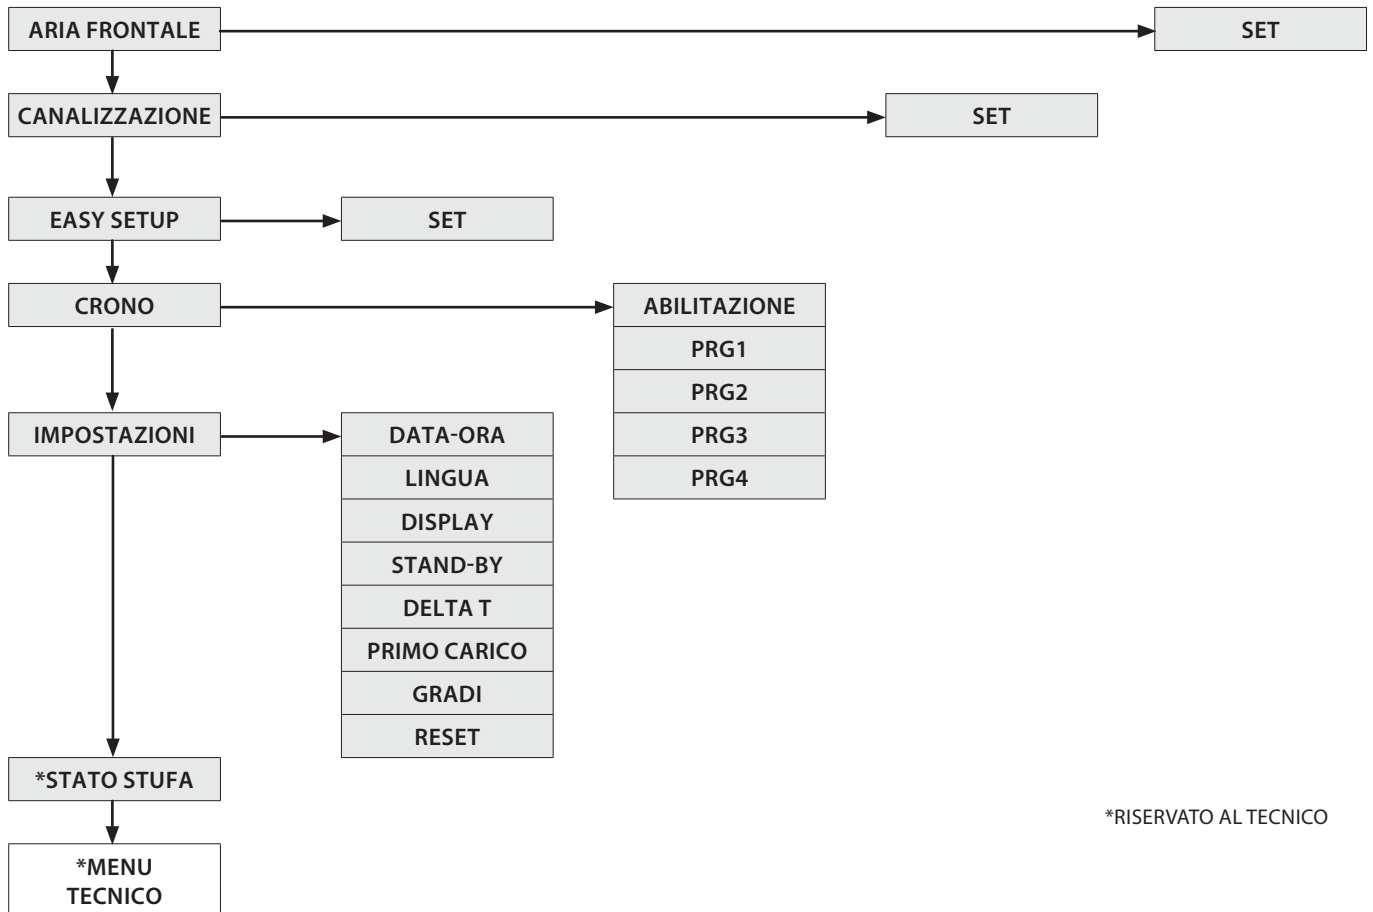 ARIA FRONTALE
SET
CANALIZZAZIONE
SET
EASY SETUP
SET
CRONO
ABILITAZIONE
PRG1
PRG2
PRG3
PRG4
IMPOSTAZIONI
DATA-ORA
LINGUA
DISPLAY
STAND-BY
DELTA T
PRIMO CARICO
GRADI
RESET
*STATO STUFA
*MENU
TECNICO
*RISERVATO AL TECNICO